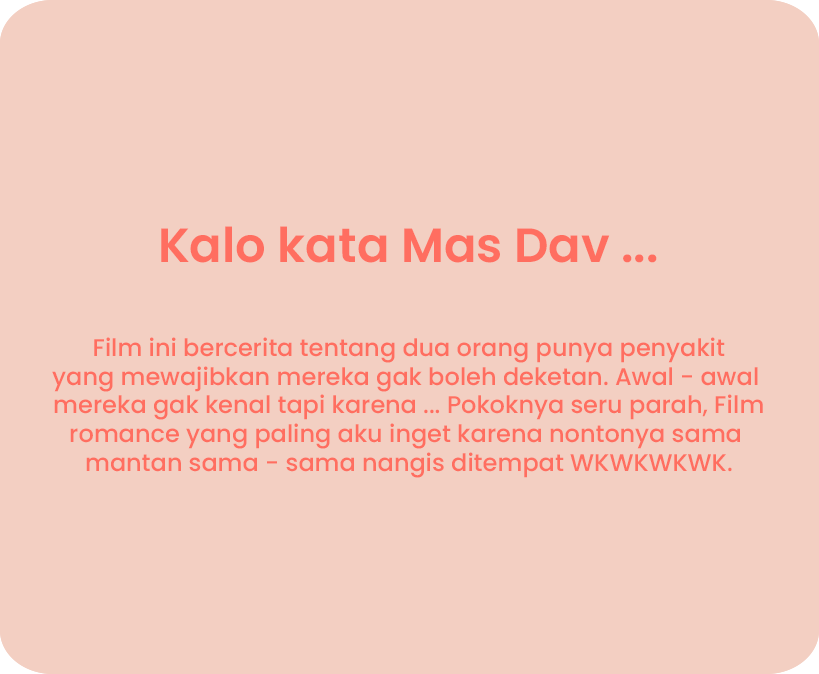 Kalo kata Mas Dav ...
Film ini bercerita tentang dua orang punya penyakit
yang mewajibkan mereka gak boleh deketan. Awal - awal
mereka gak kenal tapi karena ... Pokoknya seru parah, Film
romance yang paling aku inget karena nontonya sama
mantan sama - sama nangis ditempat WKWKWKWK.